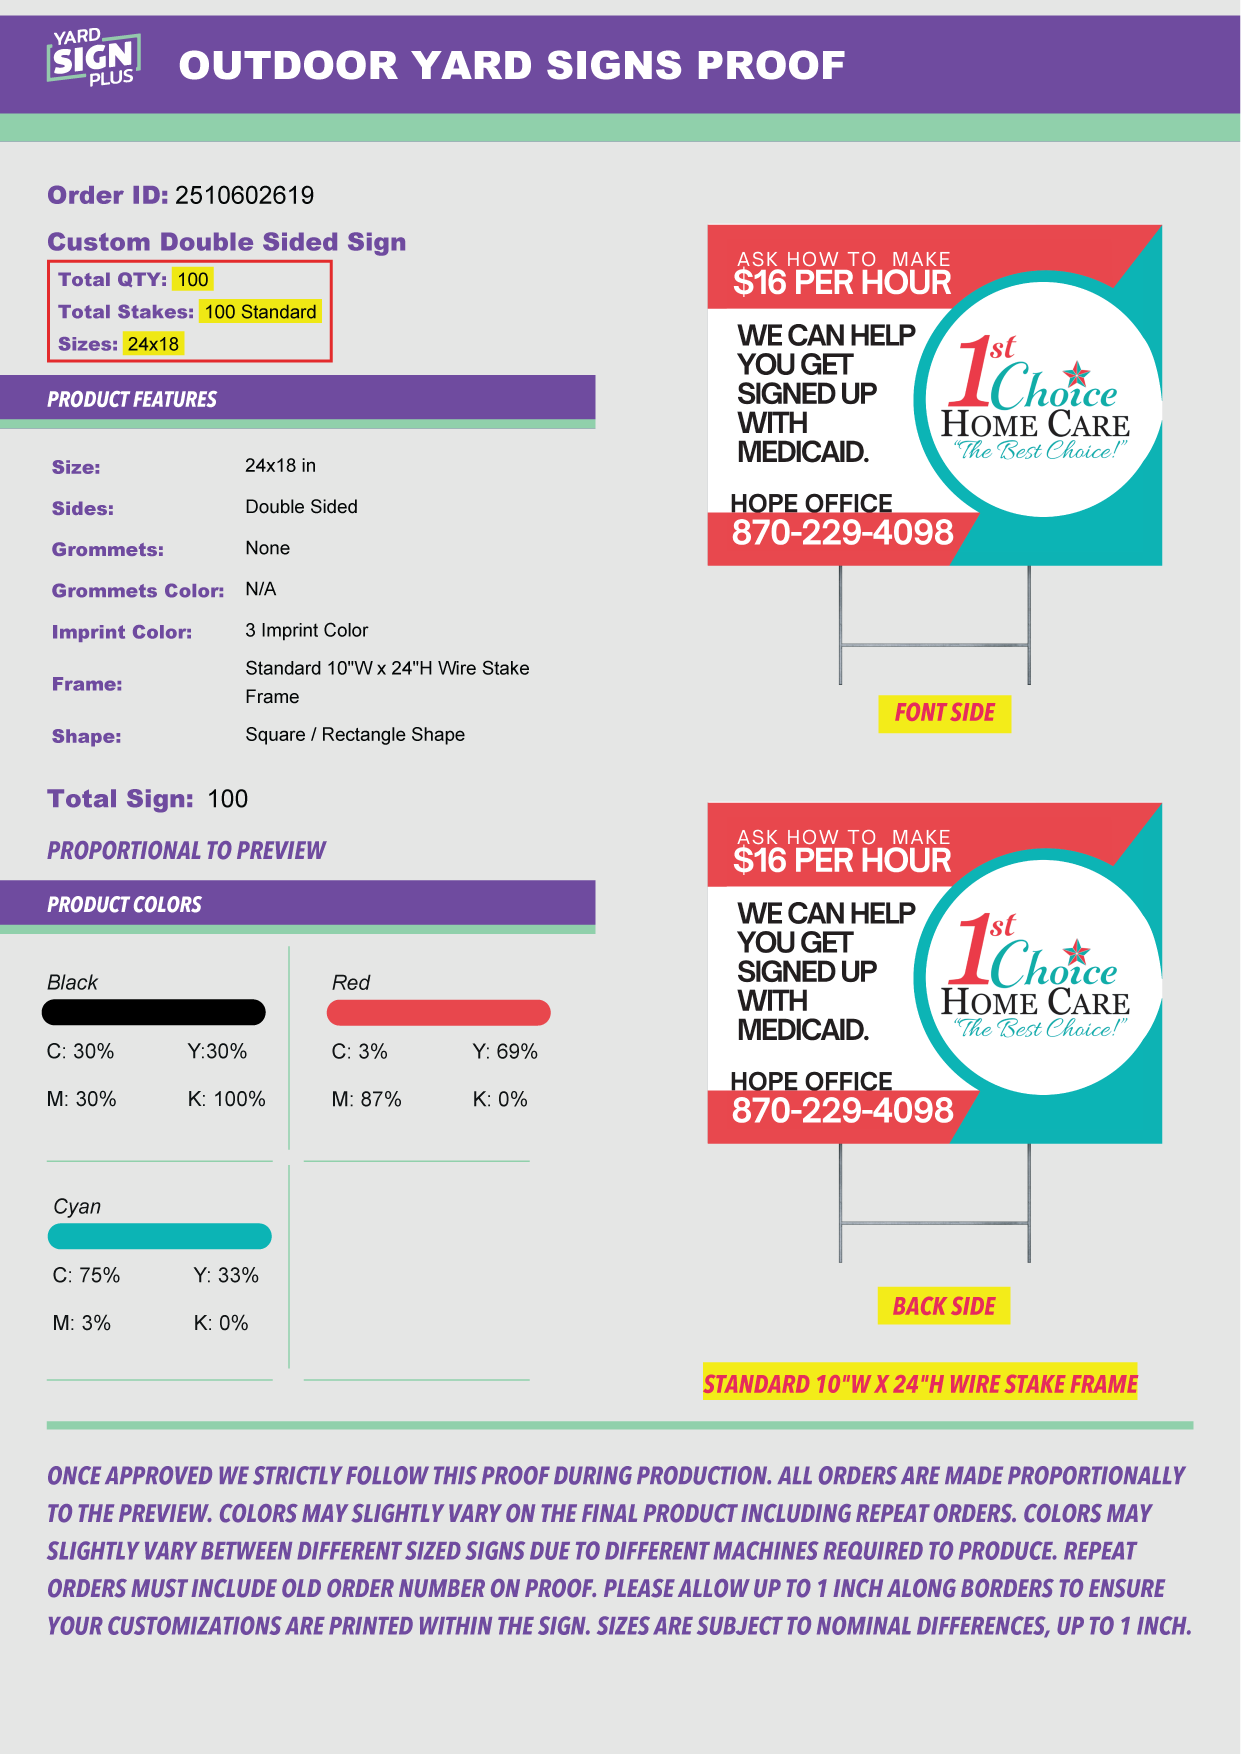 YARD
SIGN
PLUS
OUTDOOR YARD SIGNS PROOF
Order ID: 2510602619
Custom Double Sided Sign
Total QTY: 100
Total Stakes: 100 Standard
Sizes: 24x18
PRODUCT FEATURES
Size: 24x18 in
Sides: Double Sided
Grommets: None
Grommets Color: N/A
Imprint Color: 3 Imprint Color
Frame: Standard 10"W x 24"H Wire Stake
Frame
Shape: Square / Rectangle Shape
Total Sign: 100
PROPORTIONAL TO PREVIEW
PRODUCT COLORS
Black
C: 30% Y:30%
M: 30% K: 100%
Red
C: 3% Y: 69%
M: 87% K: 0%
Cyan
C: 75% Y: 33%
M: 3% K: 0%
ASK HOW TO MAKE
$16 PER HOUR
WE CAN HELP
YOU GET
SIGNED UP
WITH
MEDICAID.
HOPE OFFICE
870-229-4098
1st
Choice
HOME CARE
"The Best Choice!"
FONT SIDE
ASK HOW TO MAKE
$16 PER HOUR
WE CAN HELP
YOU GET
SIGNED UP
WITH
MEDICAID.
HOPE OFFICE
870-229-4098
1st
Choice
HOME CARE
"The Best Choice!"
BACK SIDE
STANDARD 10"W X 24"H WIRE STAKE FRAME
ONCE APPROVED WE STRICTLY FOLLOW THIS PROOF DURING PRODUCTION. ALL ORDERS ARE MADE PROPORTIONALLY
TO THE PREVIEW. COLORS MAY SLIGHTLY VARY ON THE FINAL PRODUCT INCLUDING REPEAT ORDERS. COLORS MAY
SLIGHTLY VARY BETWEEN DIFFERENT SIZED SIGNS DUE TO DIFFERENT MACHINES REQUIRED TO PRODUCE. REPEAT
ORDERS MUST INCLUDE OLD ORDER NUMBER ON PROOF. PLEASE ALLOW UP TO 1 INCH ALONG BORDERS TO ENSURE
YOUR CUSTOMIZATIONS ARE PRINTED WITHIN THE SIGN. SIZES ARE SUBJECT TO NOMINAL DIFFERENCES, UP TO 1 INCH.